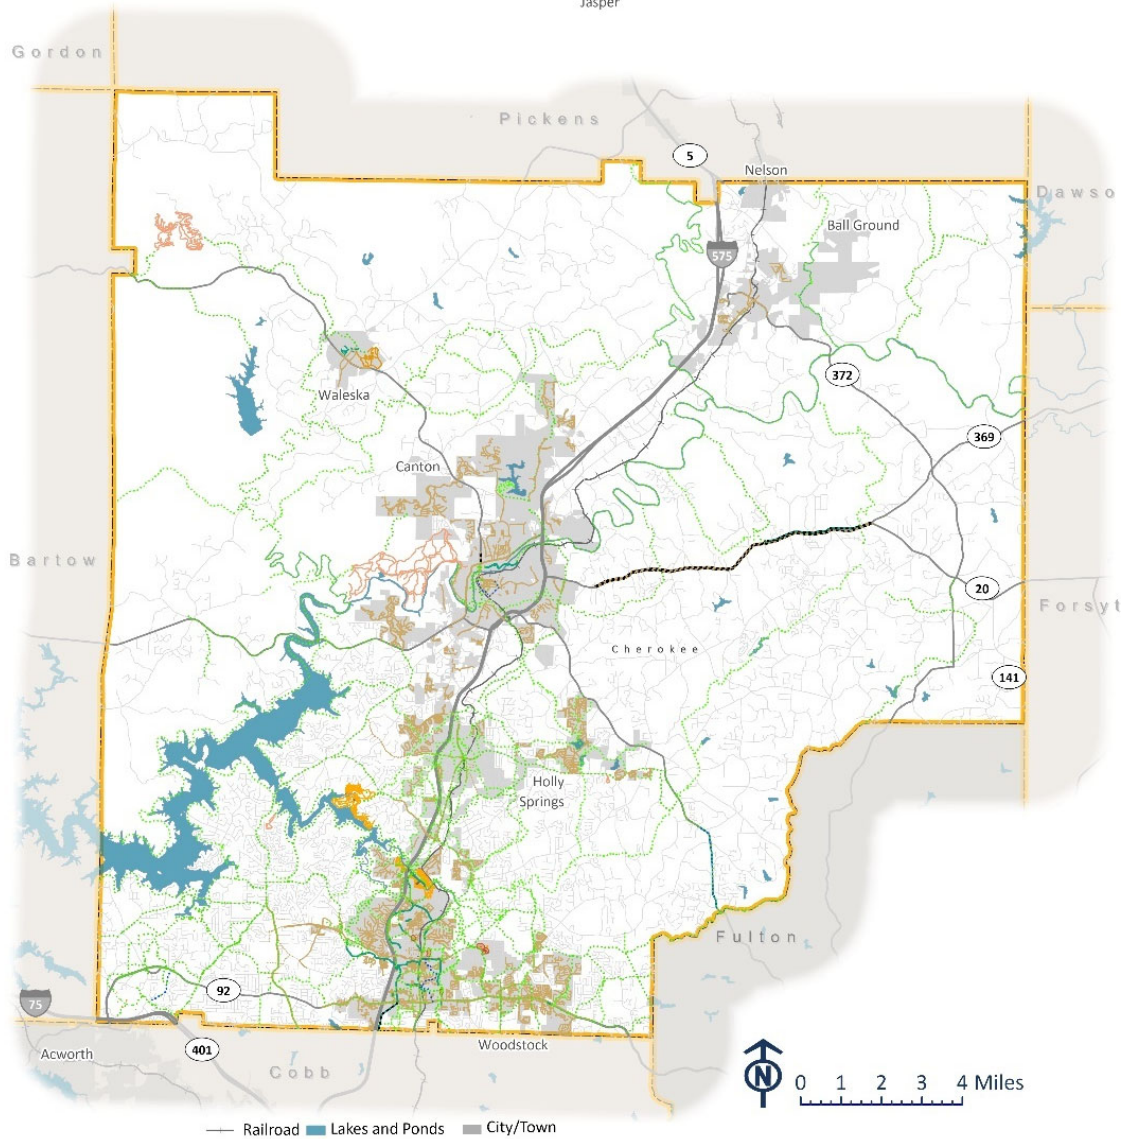 Jasper
Gordon
Pickens
5
Nelson
Dawso
Ball Ground
575
372
Waleska
369
Canton
Bartow
20
Forsyt
Cherokee
141
Holly
Springs
Fulton
92
75
Woodstock
401
Acworth
Cobb
N
0 1 2 3 4 Miles
Railroad Lakes and Ponds City/Town